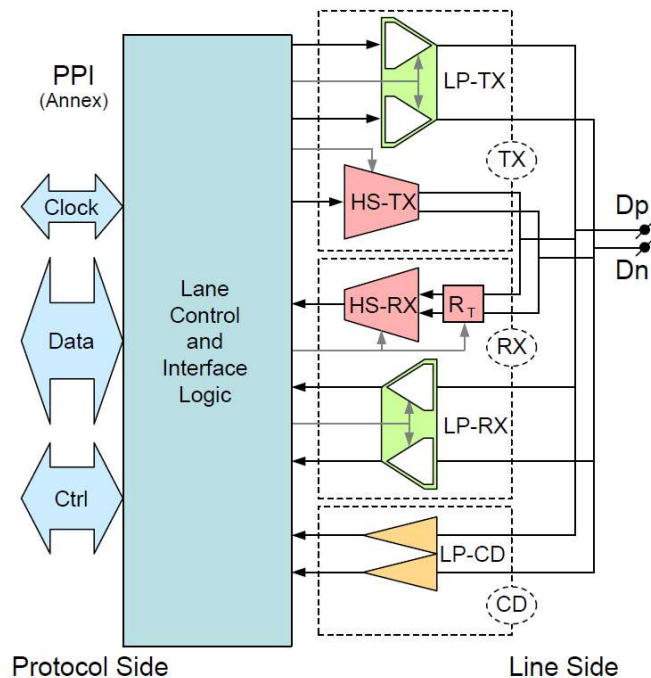 PPI
(Annex)
Clock
Data
Ctrl
Lane
Control
and
Interface
Logic
LP-TX
TX
HS-TX
HS-RX
RT
RX
LP-RX
LP-CD
CD
Dp
Dn
Protocol Side
Line Side